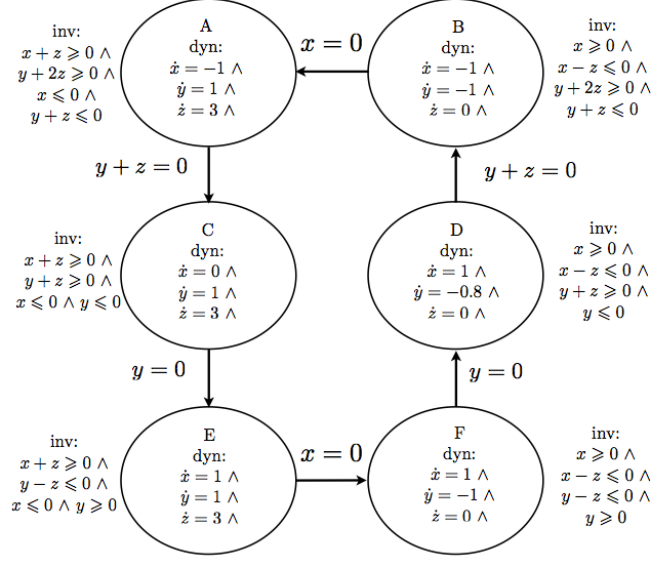 inv:
x + z ⩾ 0 ∧
y + 2z ⩾ 0 ∧
x ⩽ 0 ∧
y + z ⩽ 0
A
dyn:
ẋ = −1 ∧
ẏ = 1 ∧
ż = 3 ∧
x = 0
B
dyn:
ẋ = −1 ∧
ẏ = −1 ∧
ż = 0 ∧
inv:
x ⩾ 0 ∧
x − z ⩽ 0 ∧
y + 2z ⩾ 0 ∧
y + z ⩽ 0
y + z = 0
y + z = 0
inv:
x + z ⩾ 0 ∧
y + z ⩾ 0 ∧
x ⩽ 0 ∧ y ⩽ 0
C
dyn:
ẋ = 0 ∧
ẏ = 1 ∧
ż = 3 ∧
D
dyn:
ẋ = 1 ∧
ẏ = −0.8 ∧
ż = 0 ∧
inv:
x ⩾ 0 ∧
x − z ⩽ 0 ∧
y + z ⩾ 0 ∧
y ⩽ 0
y = 0
y = 0
inv:
x + z ⩾ 0 ∧
y − z ⩽ 0 ∧
x ⩽ 0 ∧ y ⩾ 0
E
dyn:
ẋ = 1 ∧
ẏ = 1 ∧
ż = 3 ∧
x = 0
F
dyn:
ẋ = 1 ∧
ẏ = −1 ∧
ż = 0 ∧
inv:
x ⩾ 0 ∧
x − z ⩽ 0 ∧
y − z ⩽ 0 ∧
y ⩾ 0